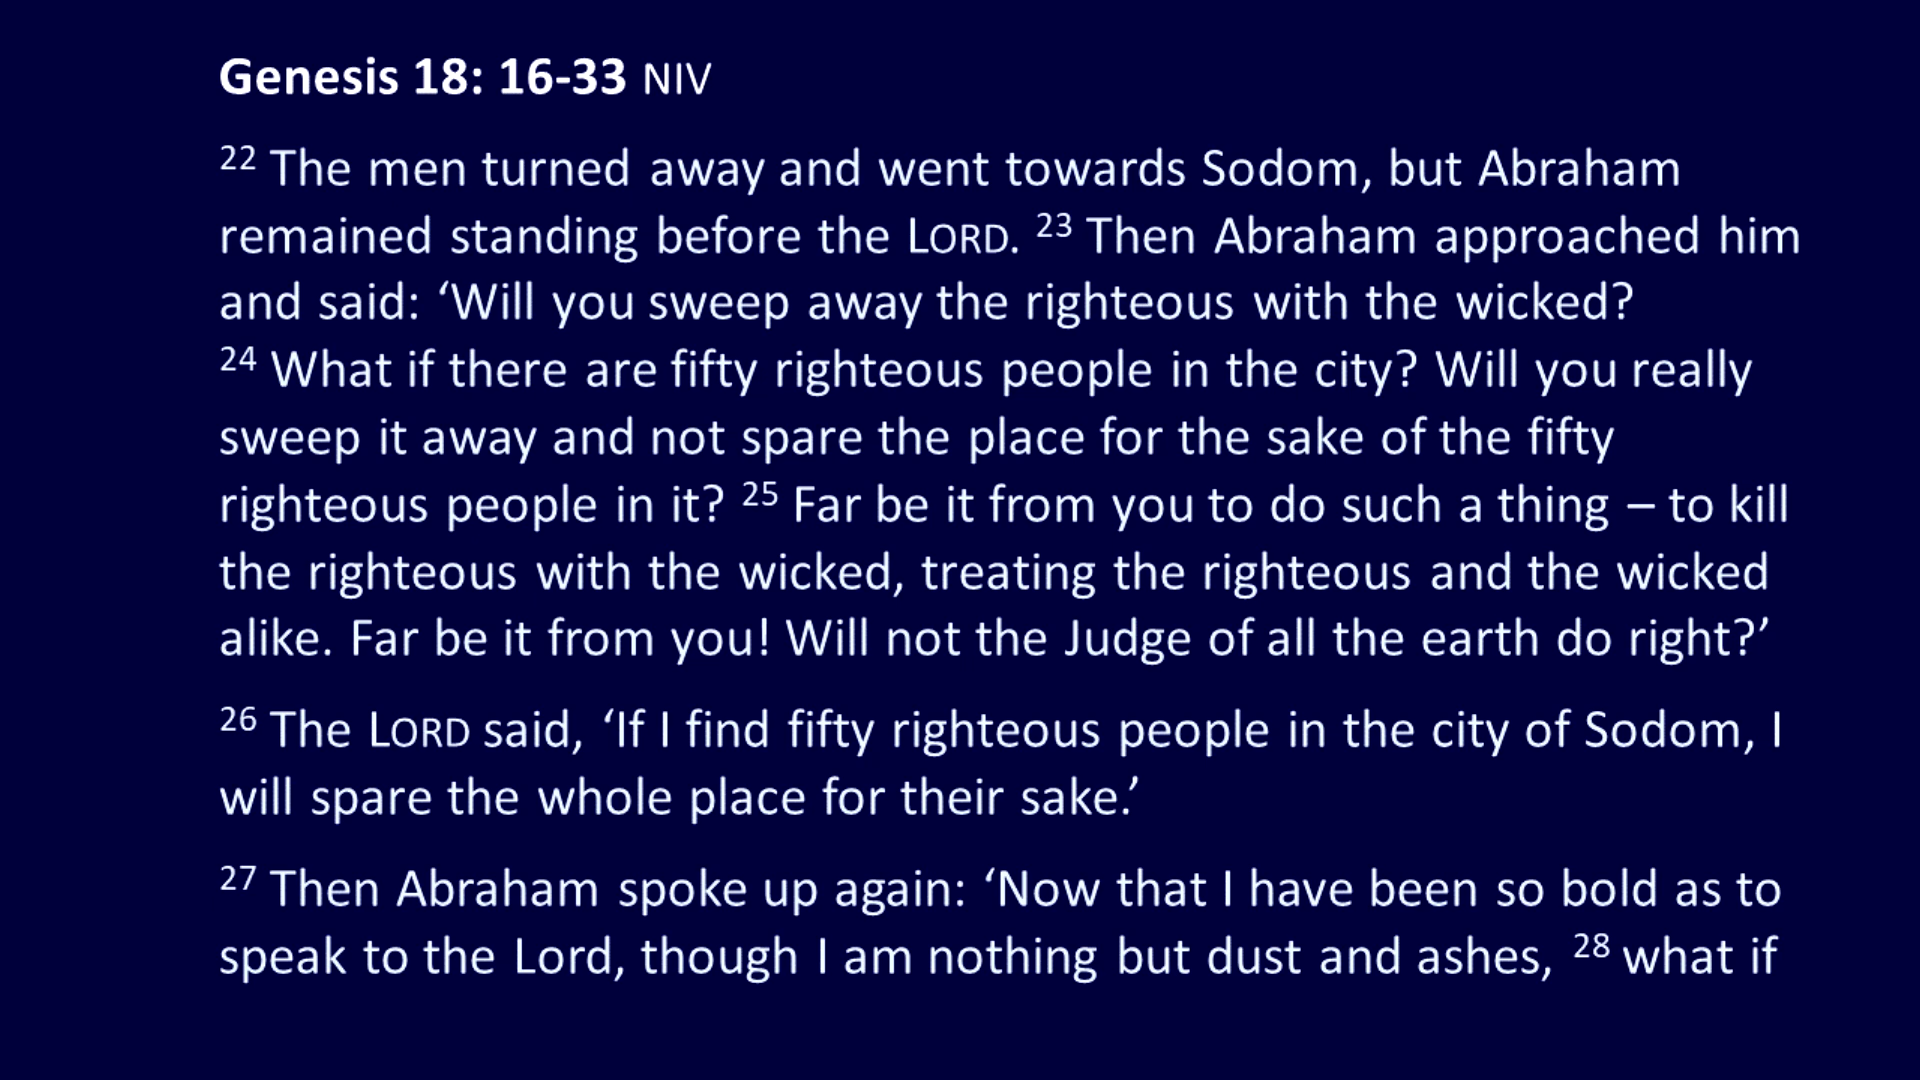 Genesis 18: 16-33 NIV
22 The men turned away and went towards Sodom, but Abraham
remained standing before the LORD. 23 Then Abraham approached him
and said: ‘Will you sweep away the righteous with the wicked?
24 What if there are fifty righteous people in the city? Will you really
sweep it away and not spare the place for the sake of the fifty
righteous people in it? 25 Far be it from you to do such a thing – to kill
the righteous with the wicked, treating the righteous and the wicked
alike. Far be it from you! Will not the Judge of all the earth do right?’
26 The LORD said, ‘If I find fifty righteous people in the city of Sodom, I
will spare the whole place for their sake.’
27 Then Abraham spoke up again: ‘Now that I have been so bold as to
speak to the Lord, though I am nothing but dust and ashes, 28 what if